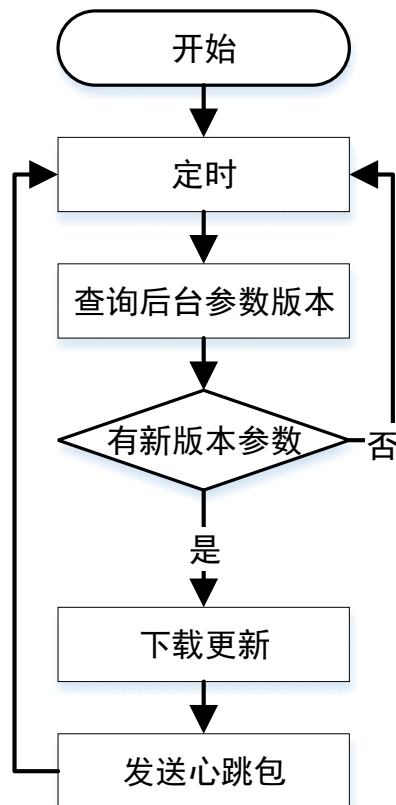 开始
定时
查询后台参数版本
有新版本参数
否
是
下载更新
发送心跳包